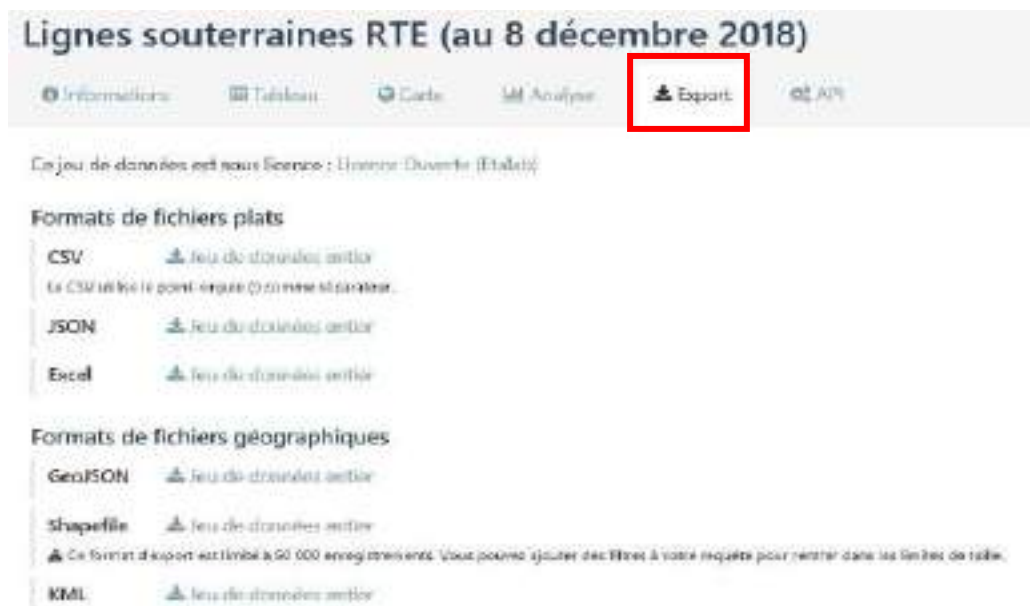 Lignes souterraines RTE (au 8 décembre 2018)
Informations Tableau Carte Analyse Export API
Ce jeu de données est sous licence : Licence Ouverte (Etalab)
Formats de fichiers plats
CSV Jeu de données entier
Le CSV utilise le point-virgule (;) comme séparateur.
JSON Jeu de données entier
Excel Jeu de données entier
Formats de fichiers géographiques
GeoJSON Jeu de données entier
Shapefile Jeu de données entier
Ce format d'export est limité à 50 000 enregistrements. Vous pouvez ajouter des filtres à votre requête pour rentrer dans les limites de taille.
KML Jeu de données entier